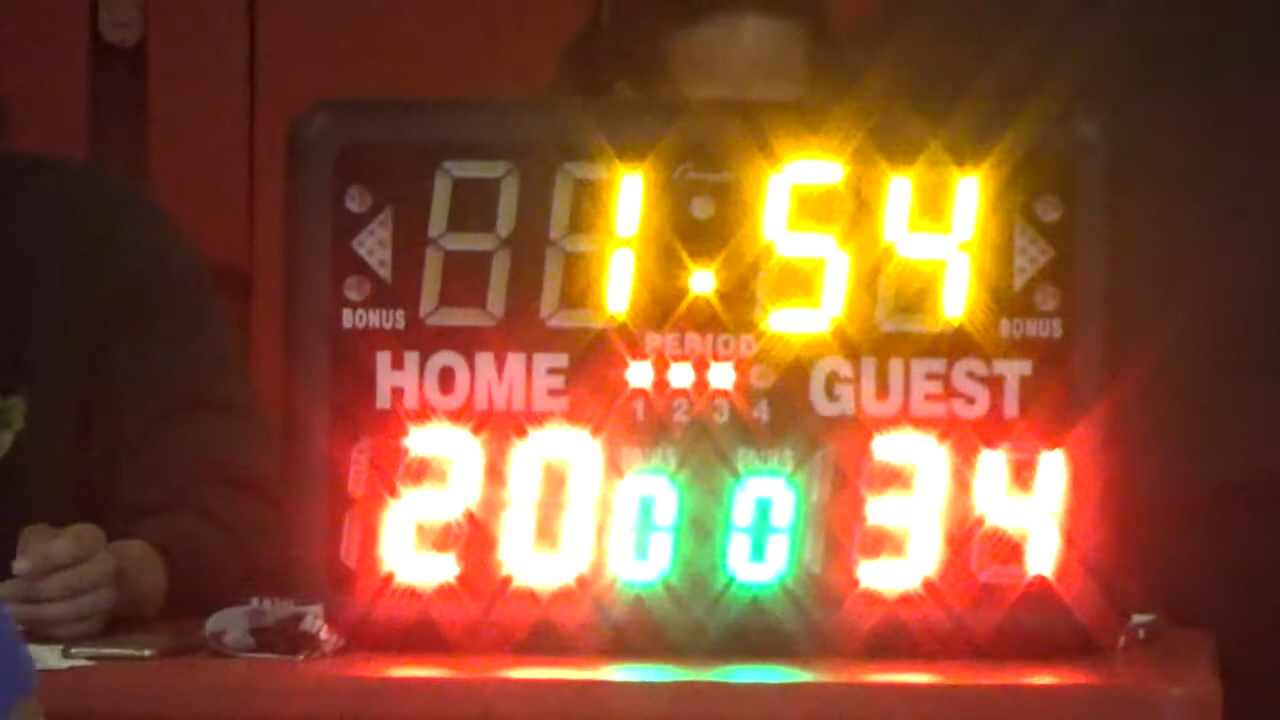 1:54
BONUS BONUS
PERIOD
HOME GUEST
1 2 3 4
20 0 0 34